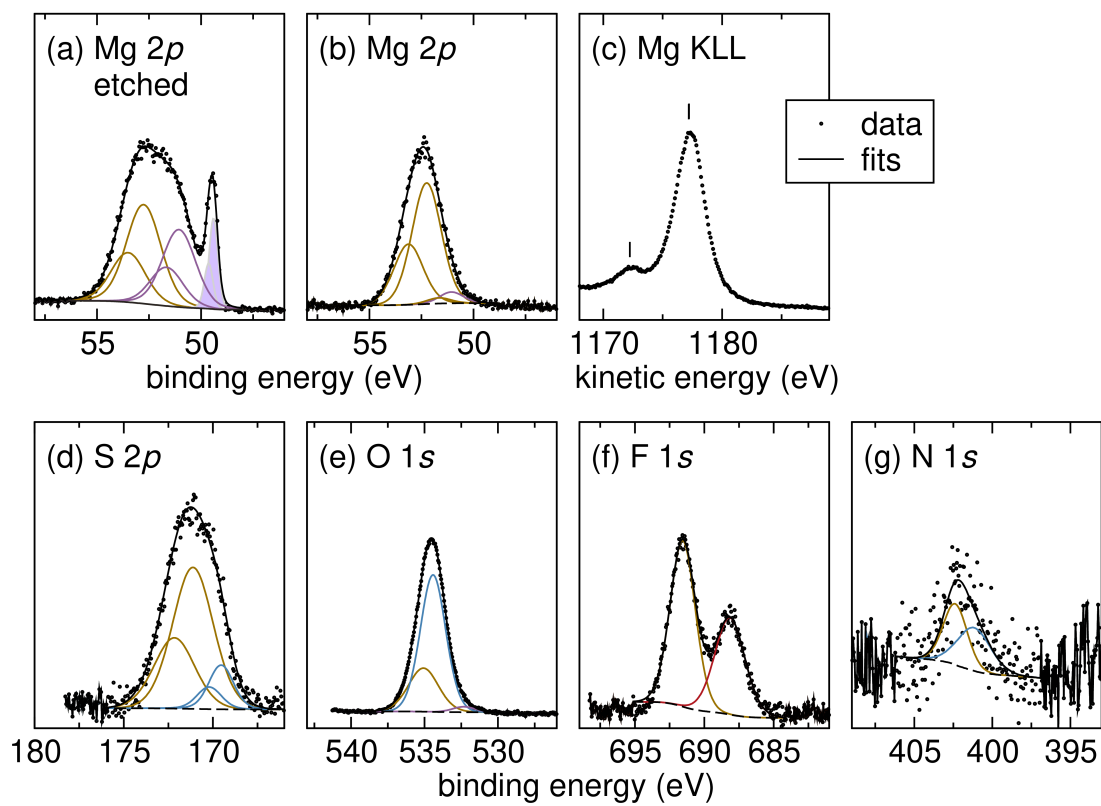 (a) Mg 2p
etched
(b) Mg 2p
(c) Mg KLL
data
fits
55 50
55 50
1170 1180
binding energy (eV)
kinetic energy (eV)
(d) S 2p
(e) O 1s
(f) F 1s
(g) N 1s
180 175 170
540 535 530
695 690 685
405 400 395
binding energy (eV)